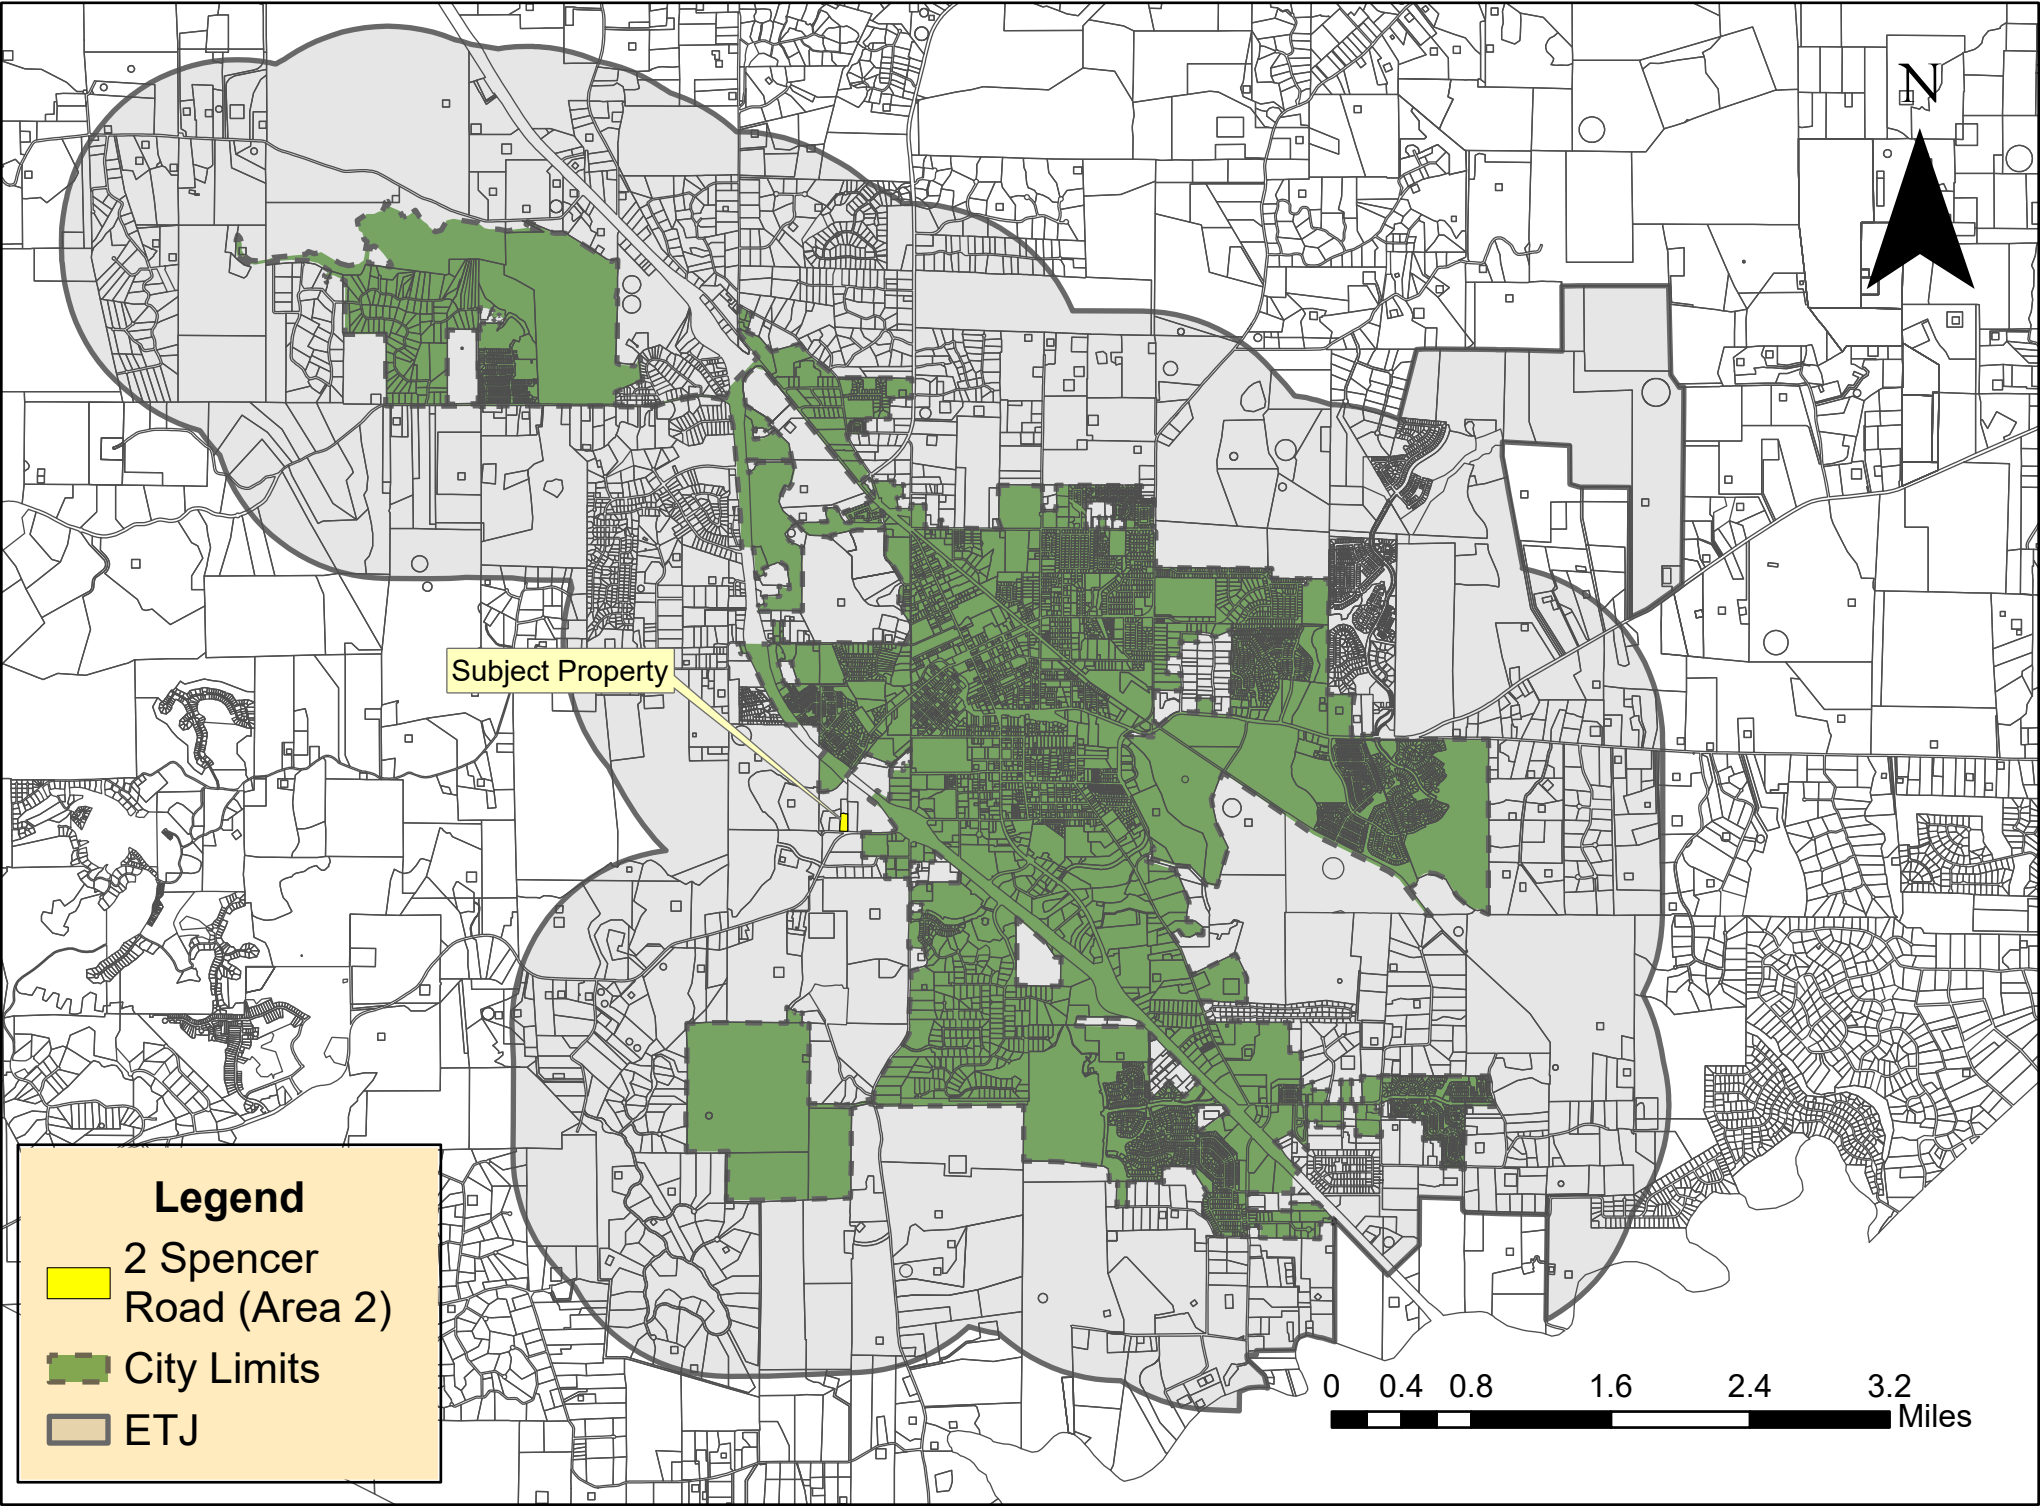 N
Subject Property
Legend
2 Spencer
Road (Area 2)
City Limits
ETJ
0 0.4 0.8 1.6 2.4 3.2
Miles